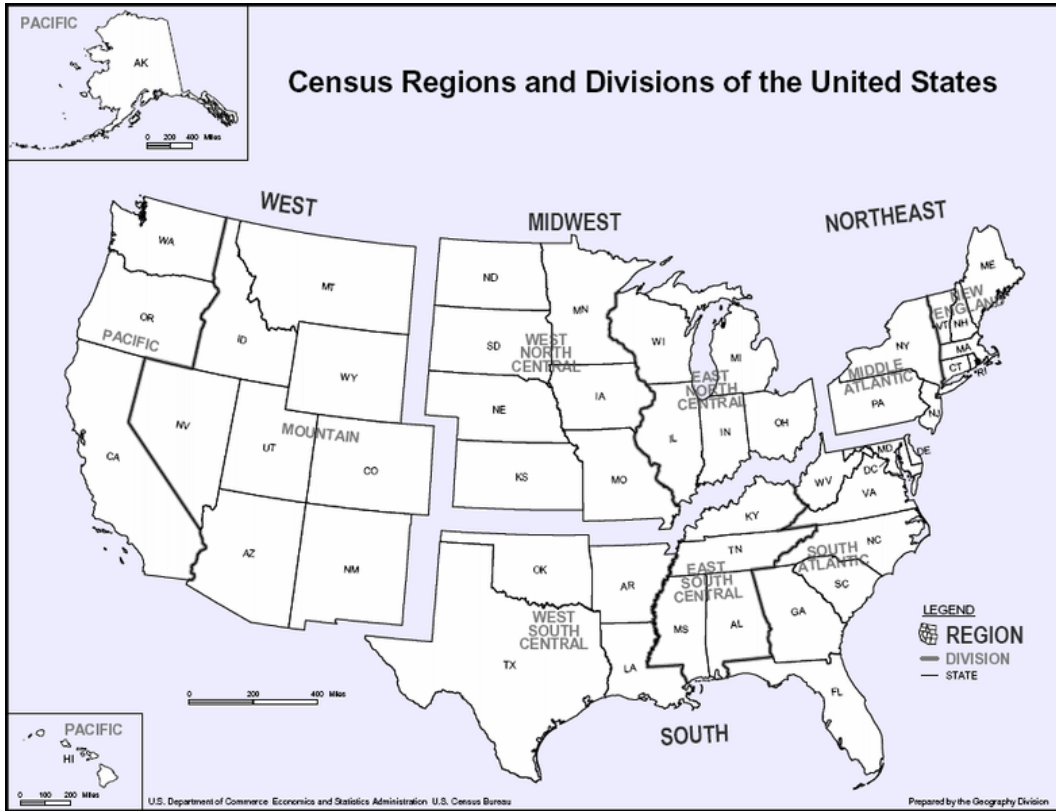 PACIFIC
AK
0 200 400 Miles
Census Regions and Divisions of the United States
WEST
MIDWEST
NORTHEAST
WA
MT
ND
MN
ME
OR
ID
SD
WI
MI
NY
VT
NH
NEW
ENGLAND
MA
CT
RI
PACIFIC
WY
WEST
NORTH
CENTRAL
EAST
NORTH
CENTRAL
MIDDLE
ATLANTIC
PA
NJ
NE
IA
NV
UT
MOUNTAIN
CO
CA
KS
MO
IL
IN
OH
MD
DE
DC
WV
VA
KY
AZ
NM
OK
AR
TN
NC
SOUTH
ATLANTIC
SC
EAST
SOUTH
CENTRAL
MS
AL
GA
WEST
SOUTH
CENTRAL
TX
LA
FL
LEGEND
REGION
DIVISION
STATE
0 200 400 Miles
SOUTH
PACIFIC
HI
0 100 200 Miles
U.S. Department of Commerce Economics and Statistics Administration U.S. Census Bureau
Prepared by the Geography Division